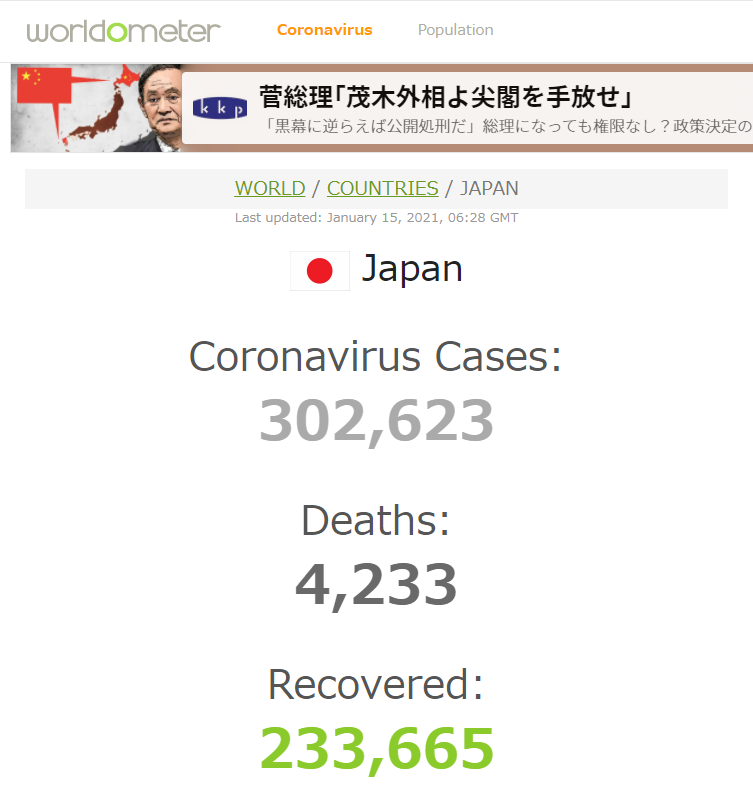 worldometer
Coronavirus
Population
kkp
菅総理「茂木外相よ尖閣を手放せ」
「黒幕に逆らえば公開処刑だ」総理になっても権限なし？政策決定の
WORLD / COUNTRIES / JAPAN
Last updated: January 15, 2021, 06:28 GMT
Japan
Coronavirus Cases:
302,623
Deaths:
4,233
Recovered:
233,665